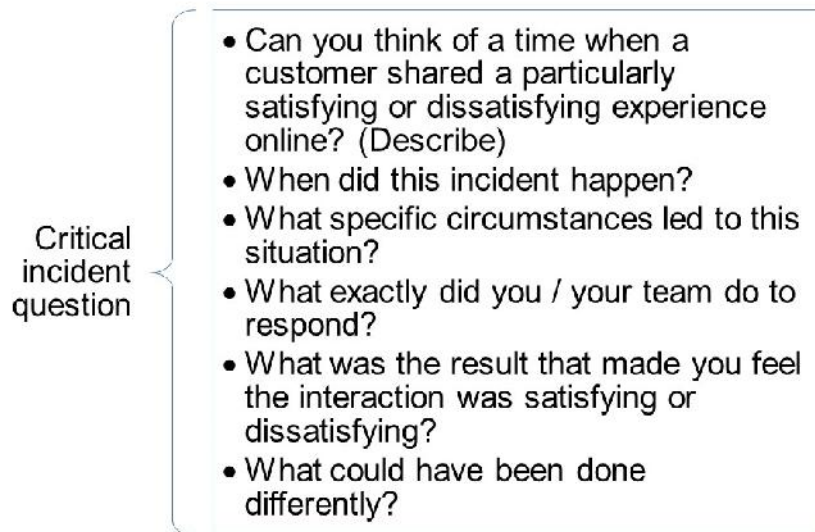 Critical
incident
question
• Can you think of a time when a
customer shared a particularly
satisfying or dissatisfying experience
online? (Describe)
• When did this incident happen?
• What specific circumstances led to this
situation?
• What exactly did you / your team do to
respond?
• What was the result that made you feel
the interaction was satisfying or
dissatisfying?
• What could have been done
differently?